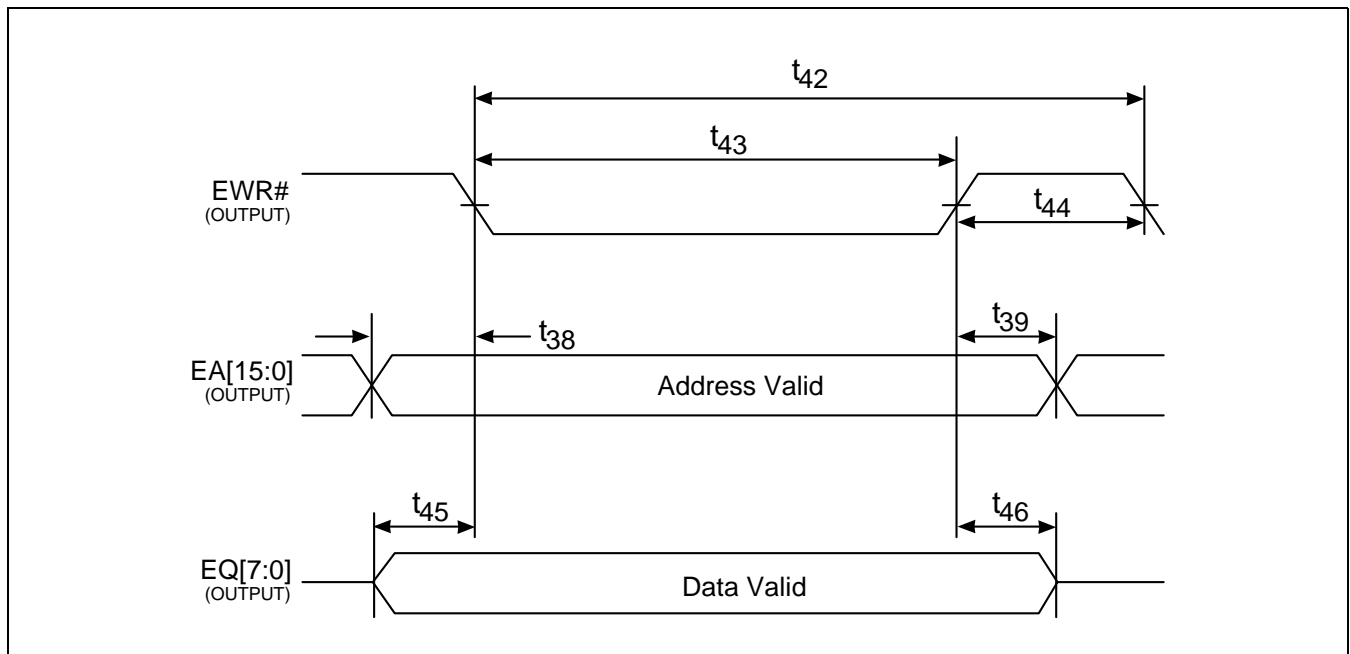 t42
t43
EWR#
(OUTPUT)
t44
t38
t39
EA[15:0]
(OUTPUT)
Address Valid
t45
t46
EQ[7:0]
(OUTPUT)
Data Valid